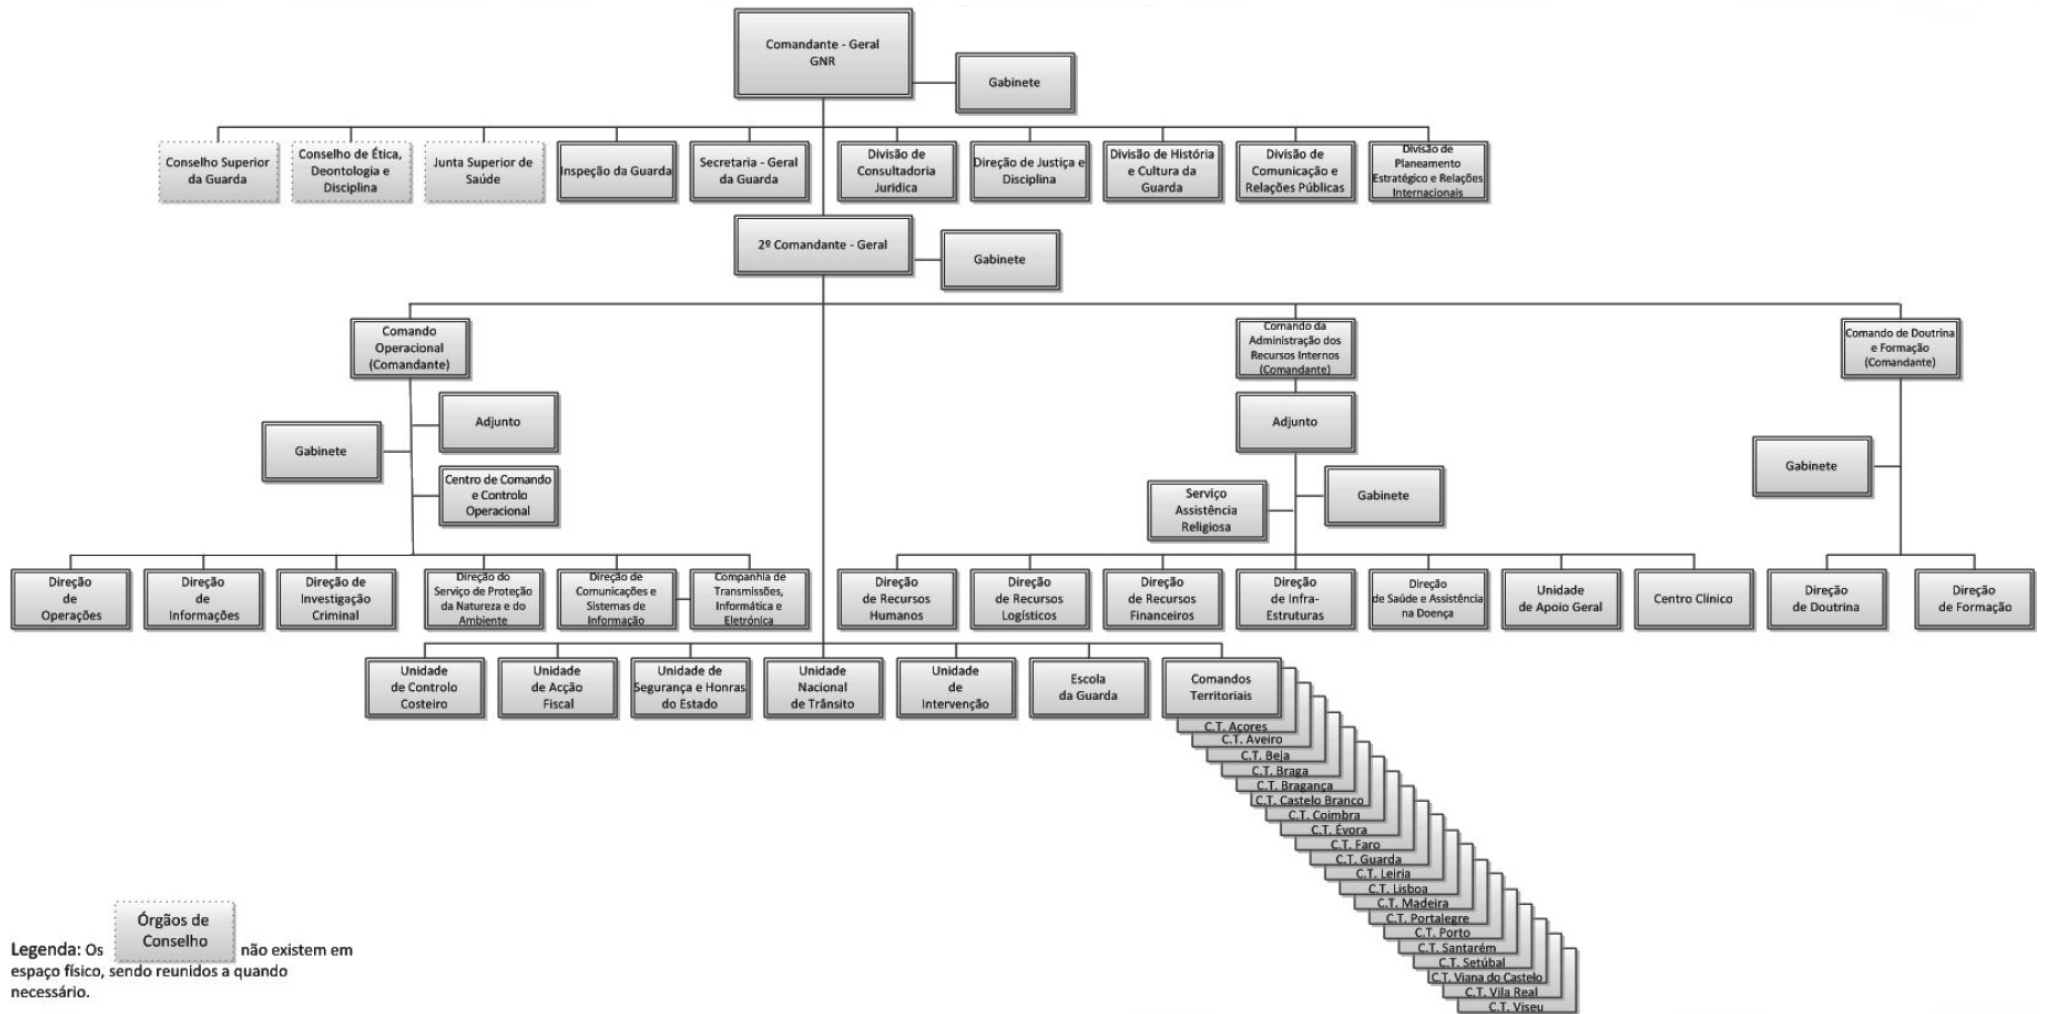 Comandante - Geral
GNR
Gabinete
Conselho Superior
da Guarda
Conselho de Ética,
Deontologia e
Disciplina
Junta Superior de
Saúde
Inspeção da Guarda
Secretaria - Geral
da Guarda
Divisão de
Consultadoria
Jurídica
Direção de Justiça e
Disciplina
Divisão de História
e Cultura da
Guarda
Divisão de
Comunicação e
Relações Públicas
Divisão de
Planeamento
Estratégico e Relações
Internacionais
2º Comandante - Geral
Gabinete
Comando
Operacional
(Comandante)
Comando da
Administração dos
Recursos Internos
(Comandante)
Comando de Doutrina
e Formação
(Comandante)
Adjunto
Gabinete
Centro de Comando
e Controlo
Operacional
Adjunto
Serviço
Assistência
Religiosa
Gabinete
Gabinete
Direção
de
Operações
Direção
de
Informações
Direção de
Investigação
Criminal
Direção do
Serviço de Proteção
da Natureza e do
Ambiente
Direção de
Comunicações e
Sistemas de
Informação
Companhia de
Transmissões,
Informática e
Eletrónica
Direção
de Recursos
Humanos
Direção
de Recursos
Logísticos
Direção
de Recursos
Financeiros
Direção
de Infra-
Estruturas
Direção
de Saúde e Assistência
na Doença
Unidade
de Apoio Geral
Centro Clínico
Direção
de Doutrina
Direção
de Formação
Unidade
de Controlo
Costeiro
Unidade
de Acção
Fiscal
Unidade de
Segurança e Honras
do Estado
Unidade
Nacional
de Trânsito
Unidade
de
Intervenção
Escola
da Guarda
Comandos
Territoriais
C.T. Açores
C.T. Aveiro
C.T. Beja
C.T. Braga
C.T. Bragança
C.T. Castelo Branco
C.T. Coimbra
C.T. Évora
C.T. Faro
C.T. Guarda
C.T. Leiria
C.T. Lisboa
C.T. Madeira
C.T. Portalegre
C.T. Porto
C.T. Santarém
C.T. Setúbal
C.T. Viana do Castelo
C.T. Vila Real
C.T. Viseu
Órgãos de
Conselho
Legenda: Os não existem em
espaço físico, sendo reunidos a quando
necessário.